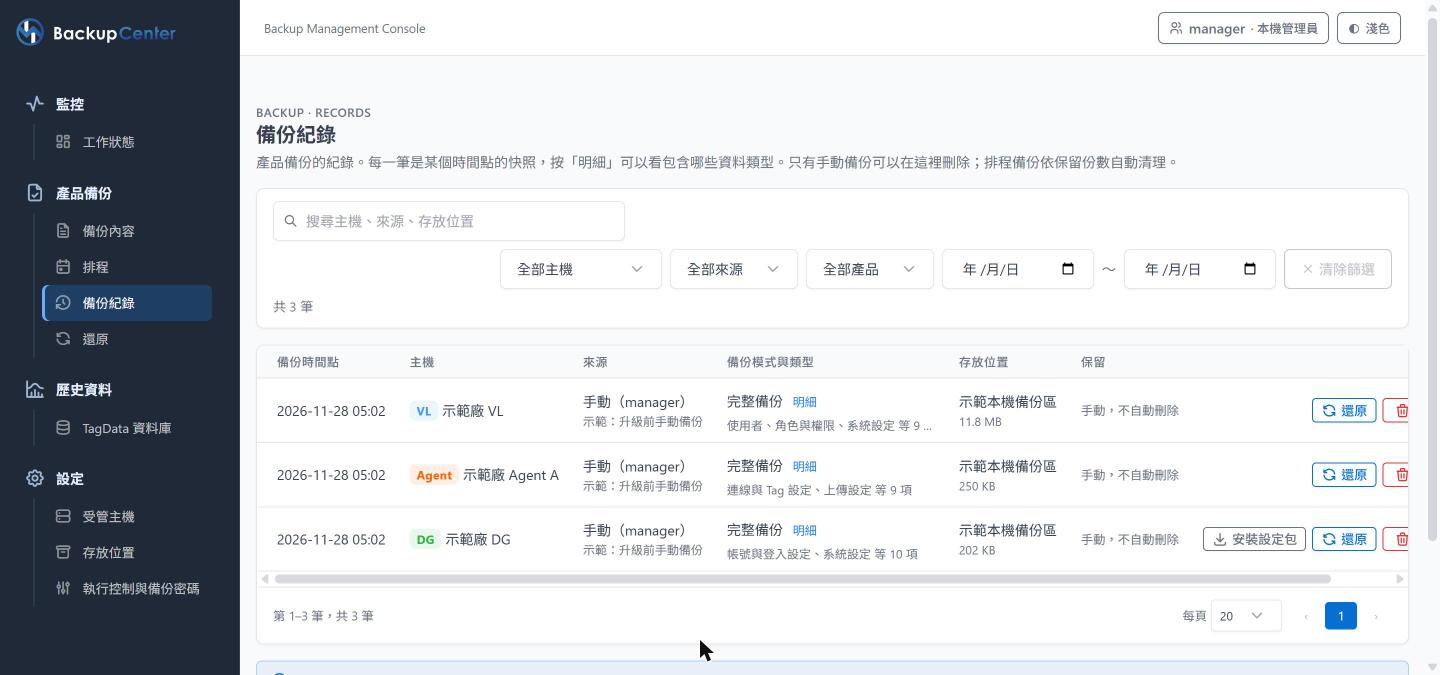 BackupCenter
Backup Management Console
manager · 本機管理員
淺色
監控
工作狀態
產品備份
備份內容
排程
備份紀錄
還原
歷史資料
TagData 資料庫
設定
受管主機
存放位置
執行控制與備份密碼
BACKUP · RECORDS
備份紀錄
產品備份的紀錄。每一筆是某個時間點的快照，按「明細」可以看包含哪些資料類型。只有手動備份可以在這裡刪除；排程備份依保留份數自動清理。
搜尋主機、來源、存放位置
全部主機 全部來源 全部產品 年 /月/日 ～ 年 /月/日 × 清除篩選
共 3 筆
備份時間點 主機 來源 備份模式與類型 存放位置 保留
2026-11-28 05:02 VL 示範廠 VL 手動（manager） 完整備份 明細 示範本機備份區 手動，不自動刪除 還原
示範：升級前手動備份 使用者、角色與權限、系統設定 等 9 ... 11.8 MB
2026-11-28 05:02 Agent 示範廠 Agent A 手動（manager） 完整備份 明細 示範本機備份區 手動，不自動刪除 還原
示範：升級前手動備份 連線與 Tag 設定、上傳設定 等 9 項 250 KB
2026-11-28 05:02 DG 示範廠 DG 手動（manager） 完整備份 明細 示範本機備份區 手動，不自動刪除 安裝設定包 還原
示範：升級前手動備份 帳號與登入設定、系統設定 等 10 項 202 KB
第 1–3 筆，共 3 筆 每頁 20 ‹ 1 ›